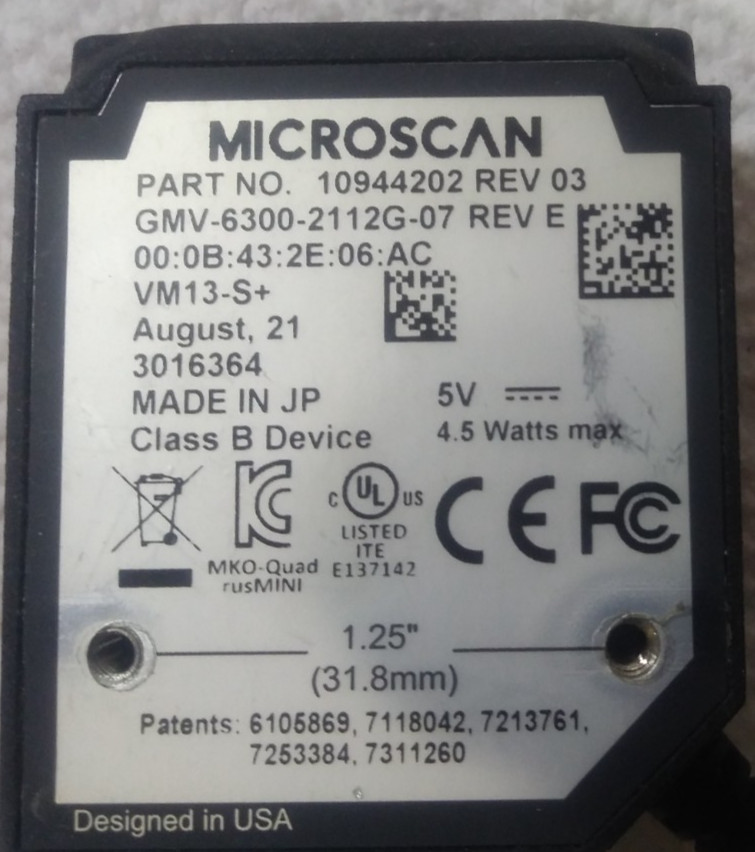 MICROSCAN
PART NO. 10944202 REV 03
GMV-6300-2112G-07 REV E
00:0B:43:2E:06:AC
VM13-S+
August, 21
3016364
MADE IN JP
5V
Class B Device
4.5 Watts max
C UL US
LISTED
ITE
E137142
MKO-Quad
rusMINI
CE FC
1.25"
(31.8mm)
Patents: 6105869, 7118042, 7213761,
7253384, 7311260
Designed in USA